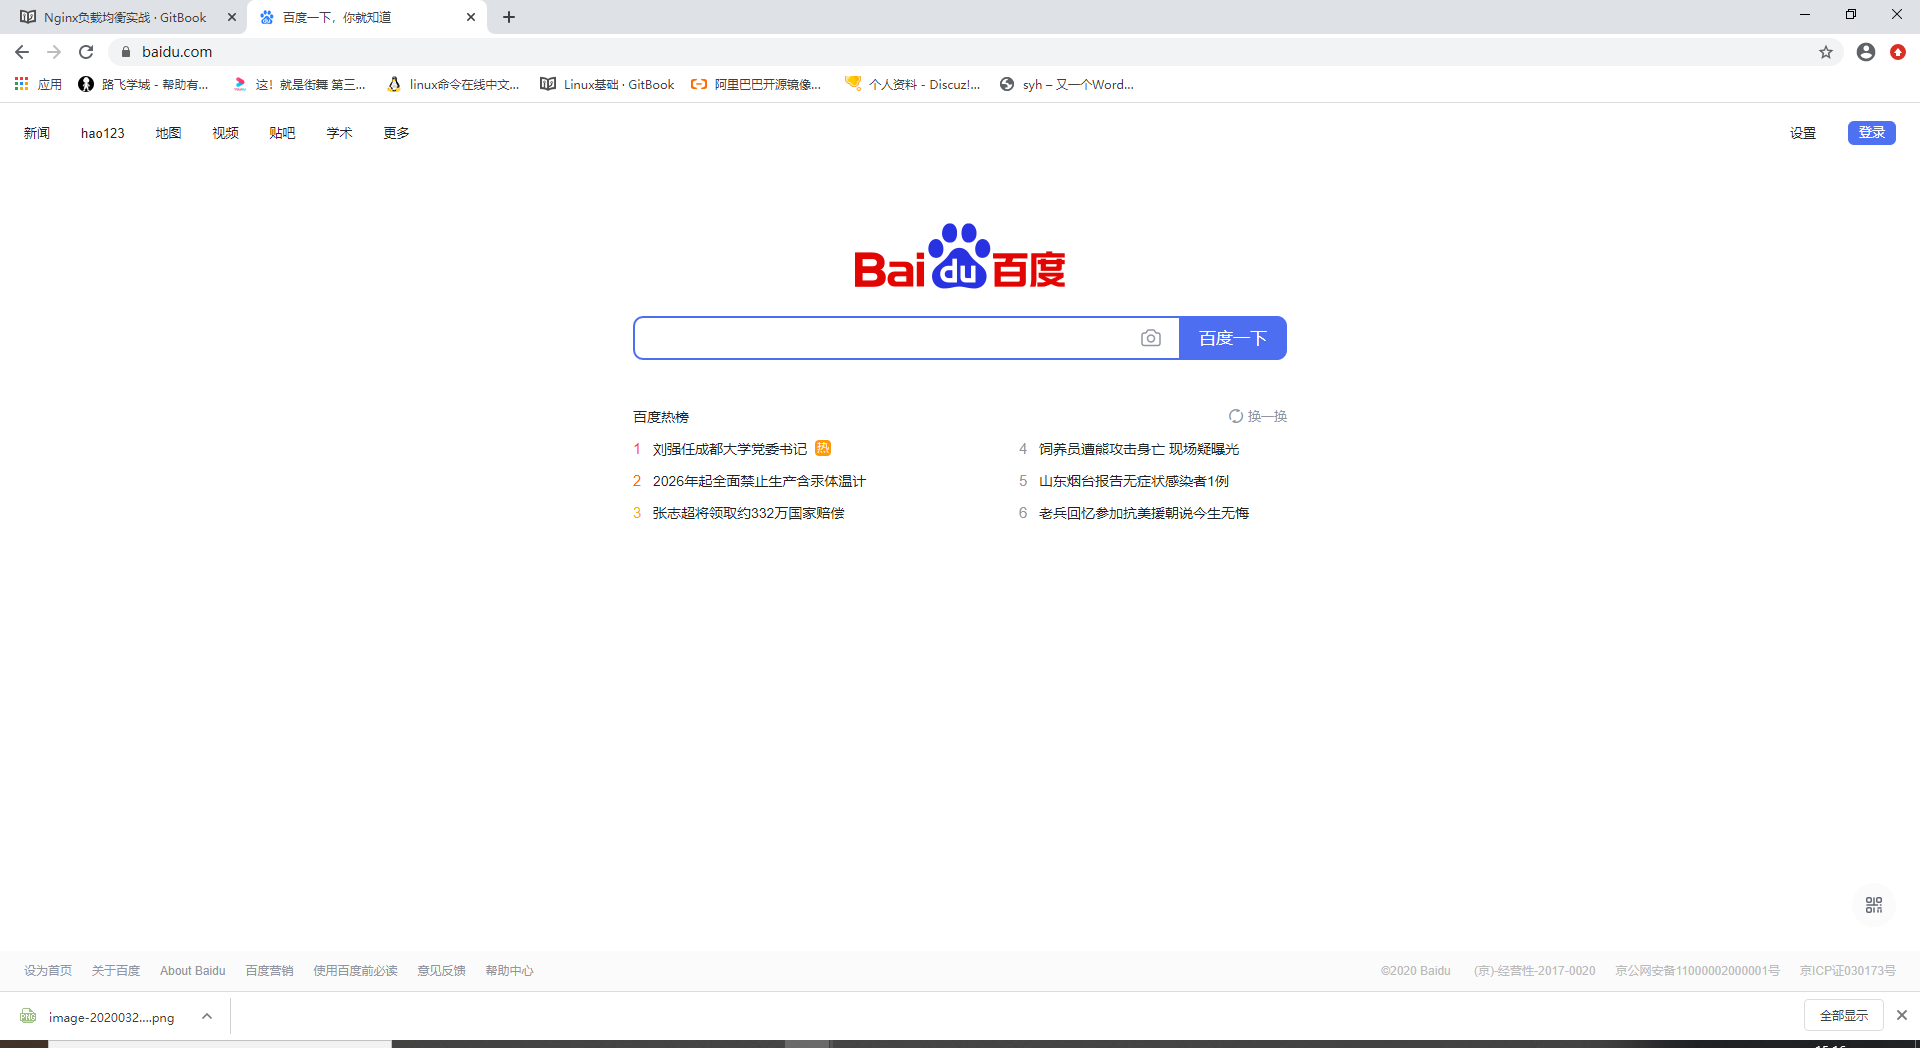 Nginx负载均衡实战 · GitBook
百度一下，你就知道
baidu.com
应用
路飞学城 - 帮助有...
这！就是街舞 第三...
linux命令在线中文...
Linux基础 · GitBook
阿里巴巴开源镜像...
个人资料 - Discuz!...
syh – 又一个Word...
新闻 hao123 地图 视频 贴吧 学术 更多 设置 登录
Bai du 百度
百度一下
百度热榜 换一换
1 刘强任成都大学党委书记 热
2 2026年起全面禁止生产含汞体温计
3 张志超将领取约332万国家赔偿
4 饲养员遭熊攻击身亡 现场疑曝光
5 山东烟台报告无症状感染者1例
6 老兵回忆参加抗美援朝说今生无悔
设为首页 关于百度 About Baidu 百度营销 使用百度前必读 意见反馈 帮助中心 ©2020 Baidu (京)-经营性-2017-0020 京公网安备11000002000001号 京ICP证030173号
image-2020032....png
全部显示